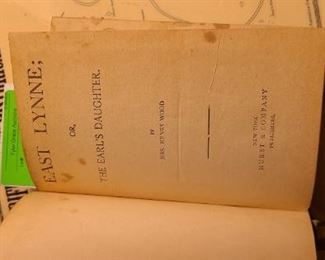 EAST LYNNE;
OR,
THE EARL'S DAUGHTER.
BY
MRS. HENRY WOOD
NEW YORK
HURST & COMPANY
PUBLISHERS